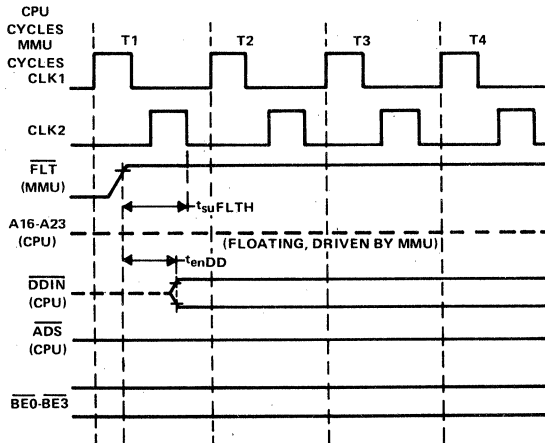 CPU
CYCLES
MMU
CYCLES
T1 T2 T3 T4
CLK1
CLK2
FLT
(MMU)
tsuFLTH
A16-A23
(CPU)
(FLOATING, DRIVEN BY MMU)
tenDD
DDIN
(CPU)
ADS
(CPU)
BE0-BE3